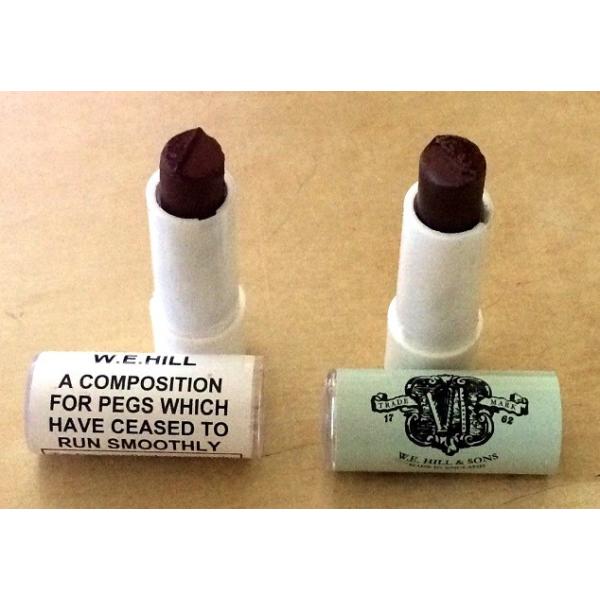 W.E.HILL
A COMPOSITION
FOR PEGS WHICH
HAVE CEASED TO
RUN SMOOTHLY
TRADE MARK
17 62
W.E. HILL & SONS